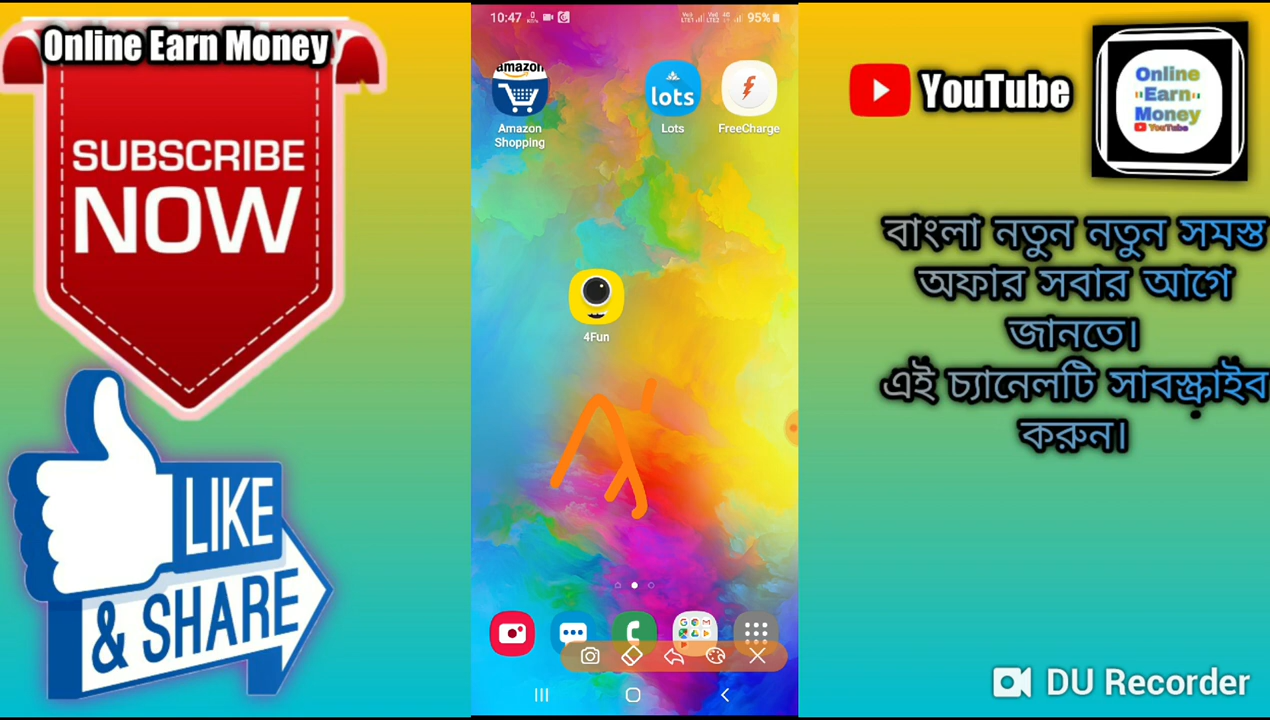 Online Earn Money
SUBSCRIBE
NOW
LIKE
& SHARE
10:47
95%
amazon
Amazon
Shopping
lots
Lots
FreeCharge
4Fun
YouTube
Online
Earn
Money
YouTube
বাংলা নতুন নতুন সমস্ত
অফার সবার আগে
জানতে।
এই চ্যানেলটি সাবস্ক্রাইব
করুন।
DU Recorder